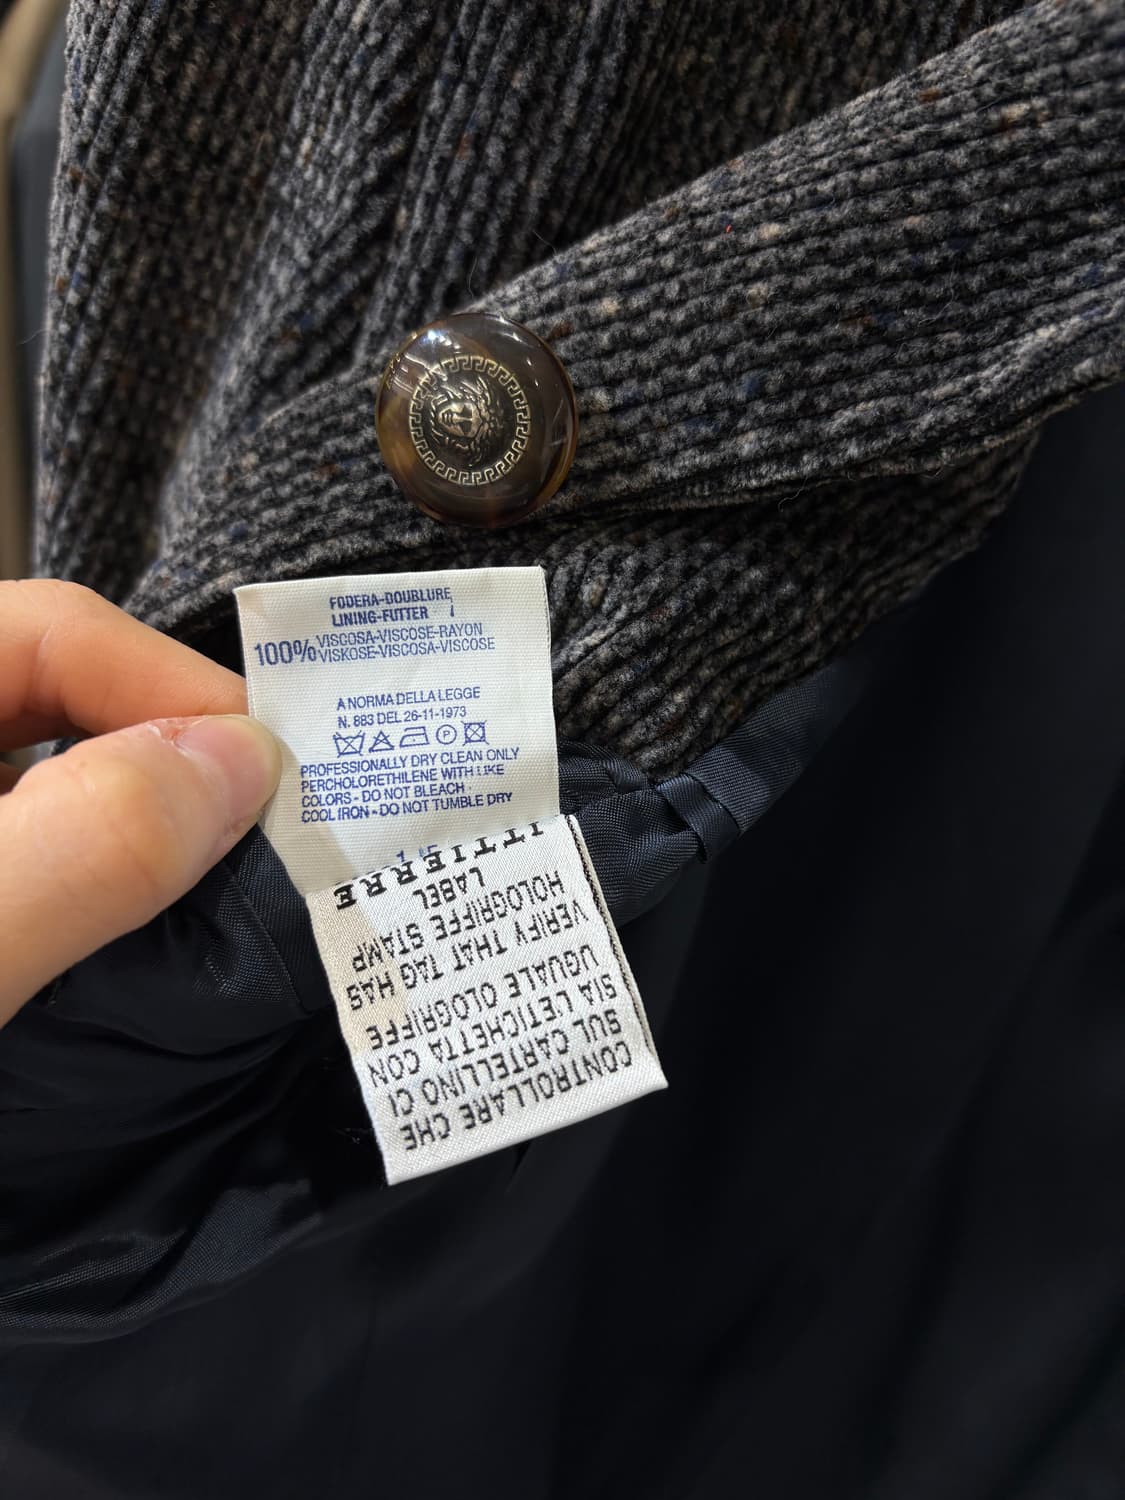 FODERA-DOUBLURE
LINING-FUTTER
100% VISCOSA-VISCOSE-RAYON
VISKOSE-VISCOSA-VISCOSE
A NORMA DELLA LEGGE
N. 883 DEL 26-11-1973
P
PROFESSIONALLY DRY CLEAN ONLY
PERCHLORETHILENE WITH LIKE
COLORS - DO NOT BLEACH
COOL IRON - DO NOT TUMBLE DRY
CONTROLLARE CHE
SUL CARTELLINO CI
SIA L'ETICHETTA CON
UGUALE OLOGRIFFE
VERIFY THAT TAG HAS
HOLOGRIFFE STAMP
LABEL
ITTIERRE